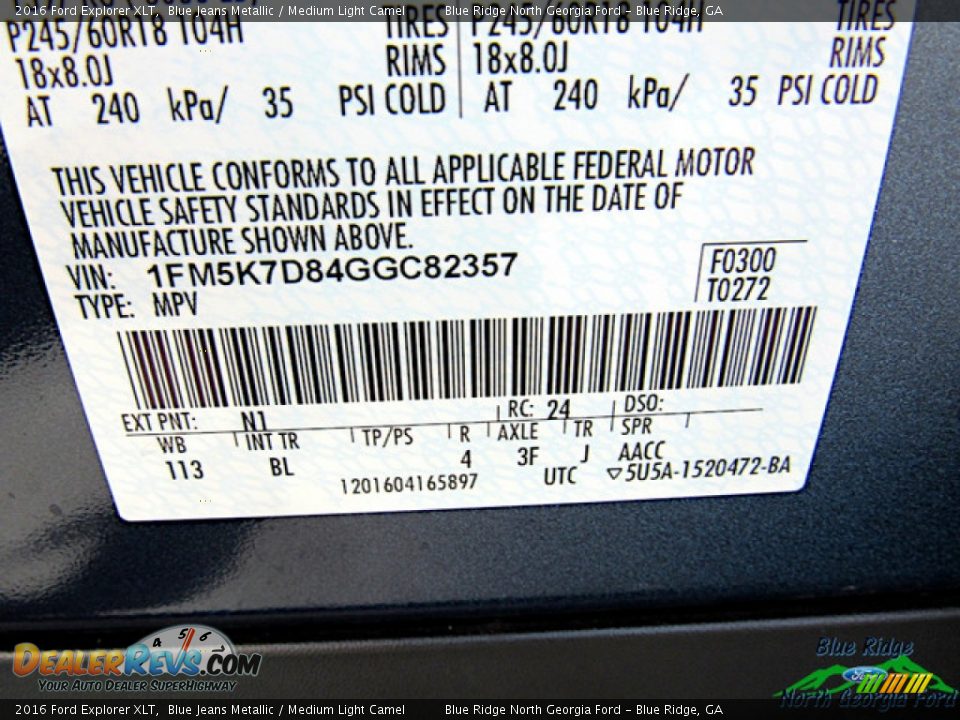 2016 Ford Explorer XLT, Blue Jeans Metallic / Medium Light Camel Blue Ridge North Georgia Ford - Blue Ridge, GA
P245/60R18 104H TIRES P245/60R18 104H TIRES
18x8.0J RIMS 18x8.0J RIMS
AT 240 kPa/ 35 PSI COLD AT 240 kPa/ 35 PSI COLD
THIS VEHICLE CONFORMS TO ALL APPLICABLE FEDERAL MOTOR
VEHICLE SAFETY STANDARDS IN EFFECT ON THE DATE OF
MANUFACTURE SHOWN ABOVE.
VIN: 1FM5K7D84GGC82357 F0300
TYPE: MPV T0272
EXT PNT: N1 RC: 24 DSO:
WB INT TR TP/PS R AXLE TR SPR
113 BL 4 3F J AACC
1201604165897 UTC ▽5U5A-1520472-BA
4 5 6 7
DEALERREVS.COM
YOUR AUTO DEALER SUPERHIGHWAY
Blue Ridge
Ford
North Georgia Ford
2016 Ford Explorer XLT, Blue Jeans Metallic / Medium Light Camel Blue Ridge North Georgia Ford - Blue Ridge, GA